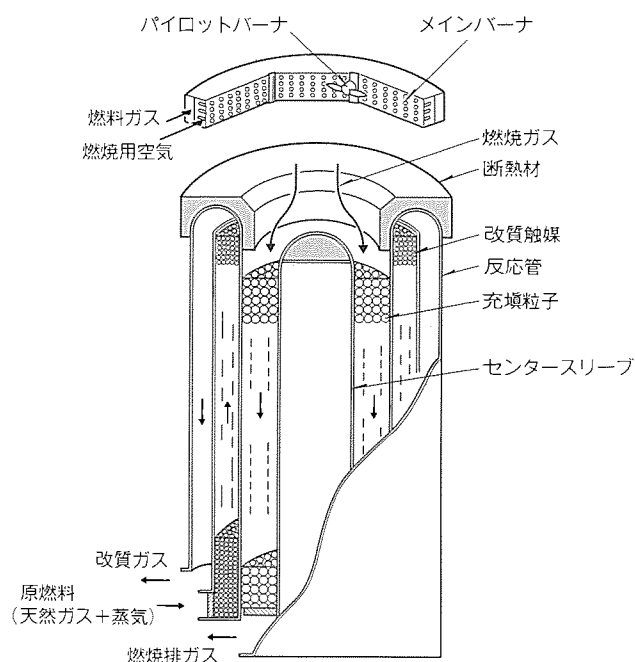 パイロットバーナ
メインバーナ
燃料ガス
燃焼用空気
燃焼ガス
断熱材
改質触媒
反応管
充填粒子
センタースリーブ
改質ガス
原燃料
(天然ガス+蒸気)
燃焼排ガス